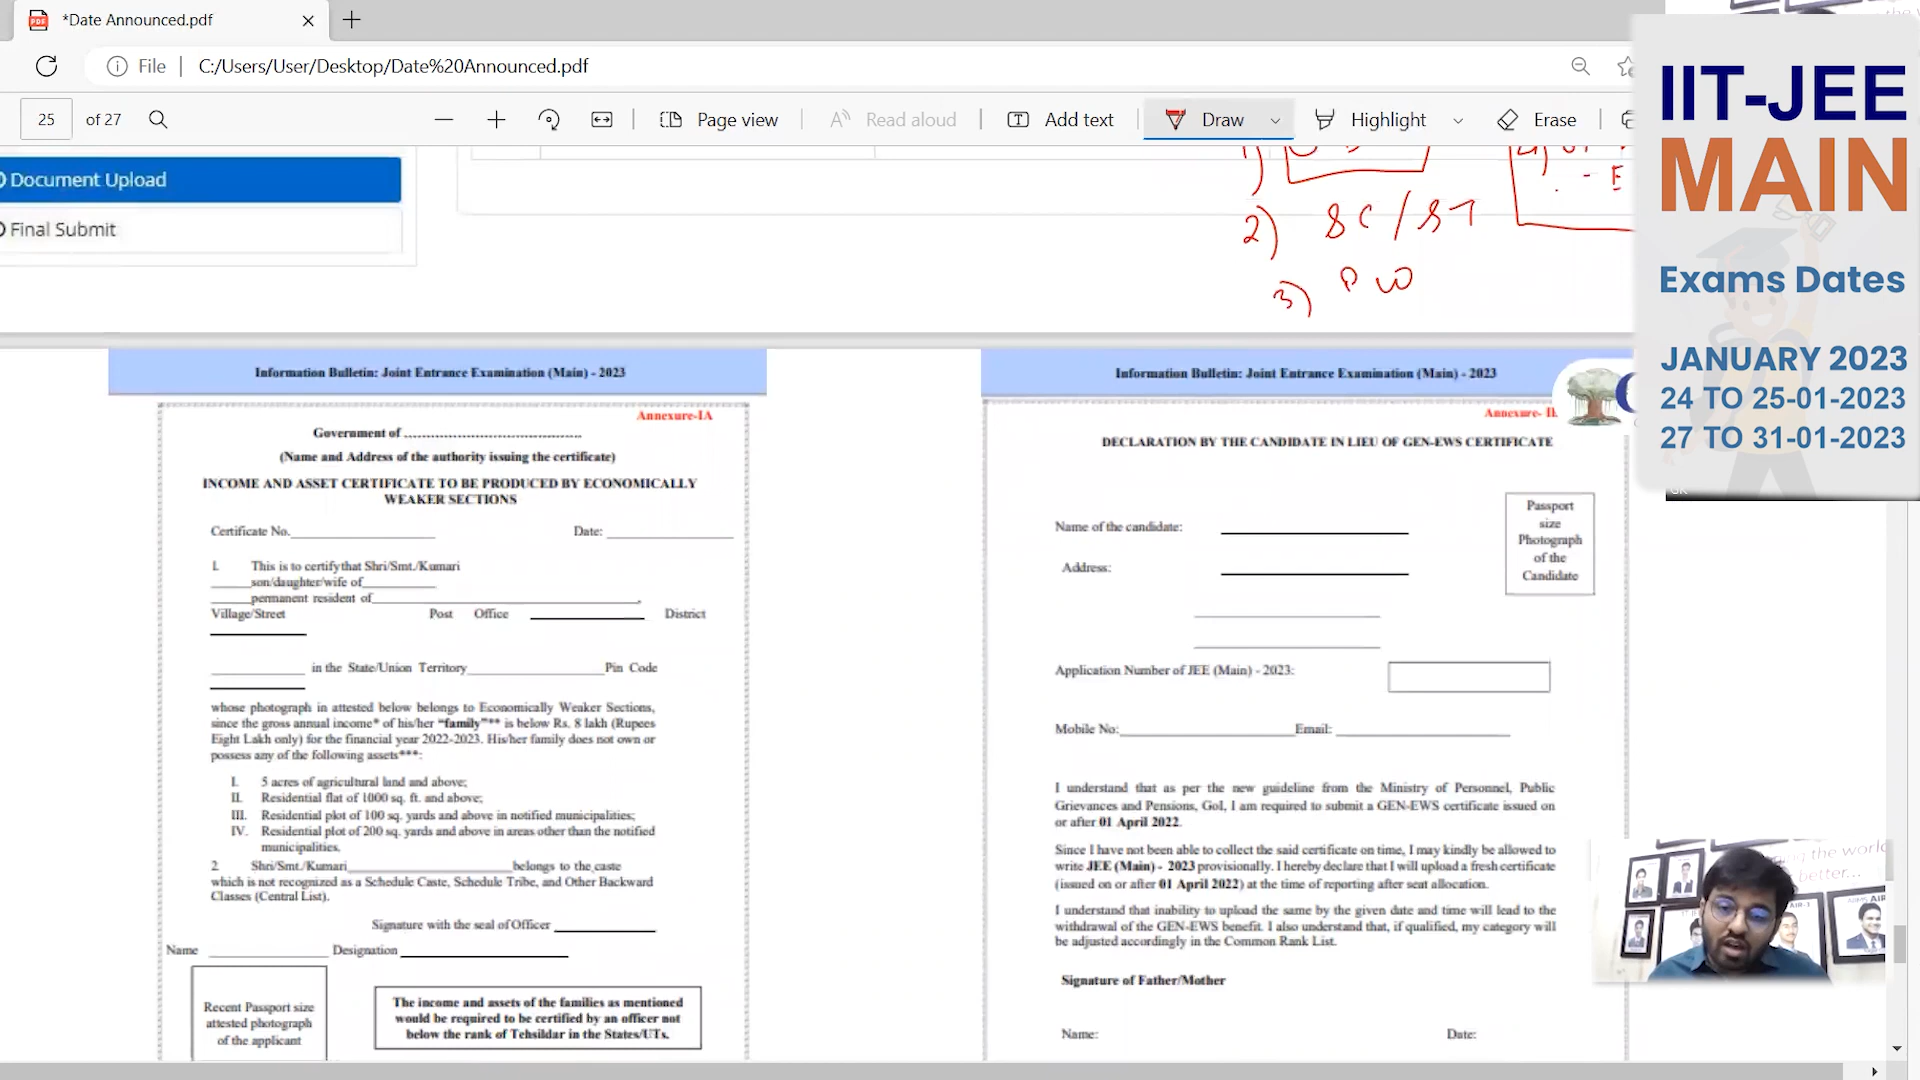 *Date Announced.pdf
File
C:/Users/User/Desktop/Date%20Announced.pdf
25 of 27
Page view
Read aloud
Add text
Draw
Highlight
Erase
Document Upload
Final Submit
1)
2) SC / ST
3) PW
IIT-JEE
MAIN
Exams Dates
JANUARY 2023
24 TO 25-01-2023
27 TO 31-01-2023
Information Bulletin: Joint Entrance Examination (Main) - 2023
Annexure-IA
Government of ..........................................
(Name and Address of the authority issuing the certificate)
INCOME AND ASSET CERTIFICATE TO BE PRODUCED BY ECONOMICALLY
WEAKER SECTIONS
Certificate No.____________ Date: ____________
1. This is to certify that Shri/Smt./Kumari
_____son/daughter/wife of_________
_____permanent resident of______________________________,
Village/Street Post Office ____________ District
____________ in the State/Union Territory______________Pin Code
whose photograph in attested below belongs to Economically Weaker Sections,
since the gross annual income* of his/her “family”** is below Rs. 8 lakh (Rupees
Eight Lakh only) for the financial year 2022-2023. His/her family does not own or
possess any of the following assets***:
I. 5 acres of agricultural land and above;
II. Residential flat of 1000 sq. ft. and above;
III. Residential plot of 100 sq. yards and above in notified municipalities;
IV. Residential plot of 200 sq. yards and above in areas other than the notified
municipalities.
2. Shri/Smt./Kumari__________________belongs to the caste
which is not recognized as a Schedule Caste, Schedule Tribe, and Other Backward
Classes (Central List).
Signature with the seal of Officer ____________
Name ____________ Designation ____________
Recent Passport size
attested photograph
of the applicant
The income and assets of the families as mentioned
would be required to be certified by an officer not
below the rank of Tehsildar in the States/UTs.
Information Bulletin: Joint Entrance Examination (Main) - 2023
Annexure-
DECLARATION BY THE CANDIDATE IN LIEU OF GEN-EWS CERTIFICATE
Passport
size
Photograph
of the
Candidate
Name of the candidate: ____________
Address: ____________
Application Number of JEE (Main) - 2023:
Mobile No:____________________Email: ____________________
I understand that as per the new guideline from the Ministry of Personnel, Public
Grievances and Pensions, GoI, I am required to submit a GEN-EWS certificate issued on
or after 01 April 2022.
Since I have not been able to collect the said certificate on time, I may kindly be allowed to
write JEE (Main) - 2023 provisionally. I hereby declare that I will upload a fresh certificate
(issued on or after 01 April 2022) at the time of reporting after seat allocation.
I understand that inability to upload the same by the given date and time will lead to the
withdrawal of the GEN-EWS benefit. I also understand that, if qualified, my category will
be adjusted accordingly in the Common Rank List.
Signature of Father/Mother
Name: Date:
the world
better...